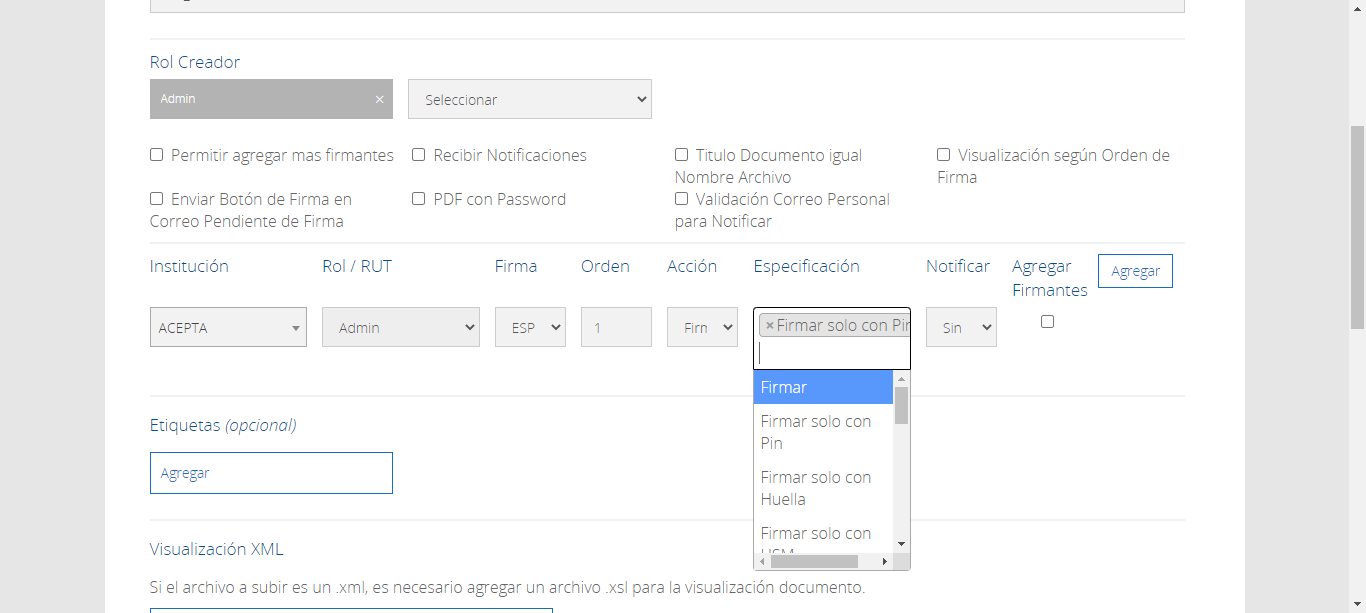 Rol Creador
Admin ×
Seleccionar
Permitir agregar mas firmantes
Recibir Notificaciones
Titulo Documento igual
Nombre Archivo
Visualización según Orden de
Firma
Enviar Botón de Firma en
Correo Pendiente de Firma
PDF con Password
Validación Correo Personal
para Notificar
Institución
Rol / RUT
Firma
Orden
Acción
Especificación
Notificar
Agregar
Firmantes
Agregar
ACEPTA
Admin
ESP
1
Firn
×Firmar solo con Pin
Sin
Firmar
Firmar solo con
Pin
Firmar solo con
Huella
Firmar solo con
HSM
Etiquetas (opcional)
Agregar
Visualización XML
Si el archivo a subir es un .xml, es necesario agregar un archivo .xsl para la visualización documento.